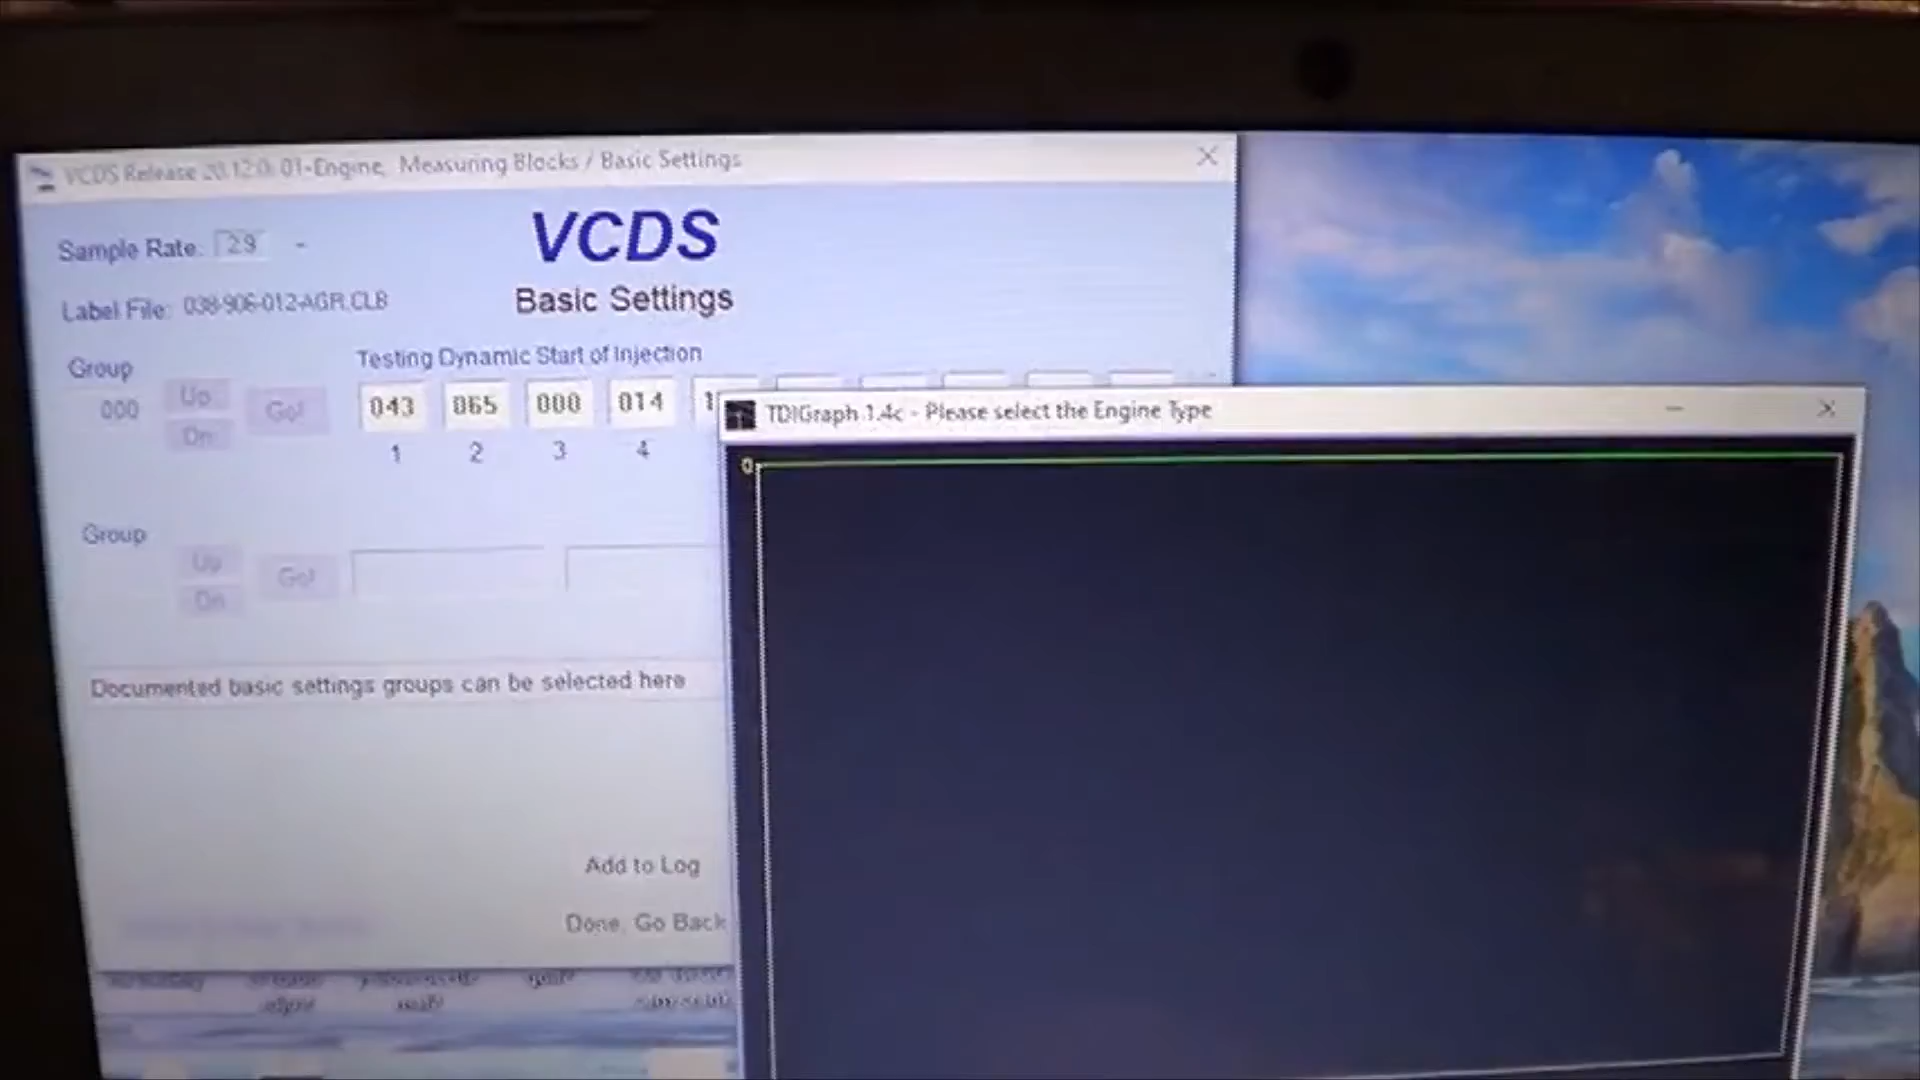 VCDS Release 20.12.0: 01-Engine, Measuring Blocks / Basic Settings
Sample Rate: 2.9
VCDS
Label File: 038-906-012-AGR.CLB
Basic Settings
Group
Testing Dynamic Start of Injection
000
Up
Go!
Dn
043 065 000 014
1 2 3 4
TDIGraph 1.4c - Please select the Engine Type
0
Group
Up
Go!
Dn
Documented basic settings groups can be selected here
Add to Log
Done, Go Back